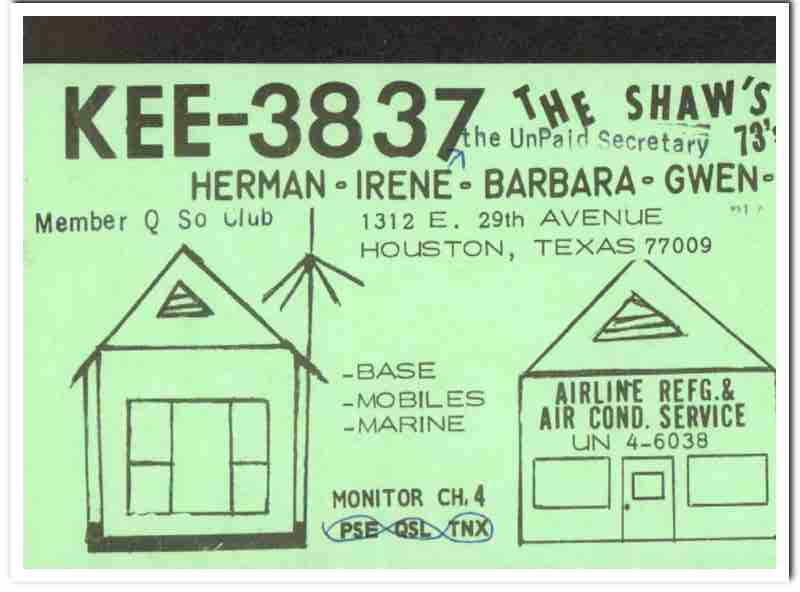 KEE-3837
THE SHAW'S
the UnPaid Secretary 73's
HERMAN - IRENE - BARBARA - GWEN -
Member Q So Club
1312 E. 29th AVENUE
HOUSTON, TEXAS 77009
-BASE
-MOBILES
-MARINE
MONITOR CH. 4
PSE QSL TNX
AIRLINE REFG. &
AIR COND. SERVICE
UN 4-6038